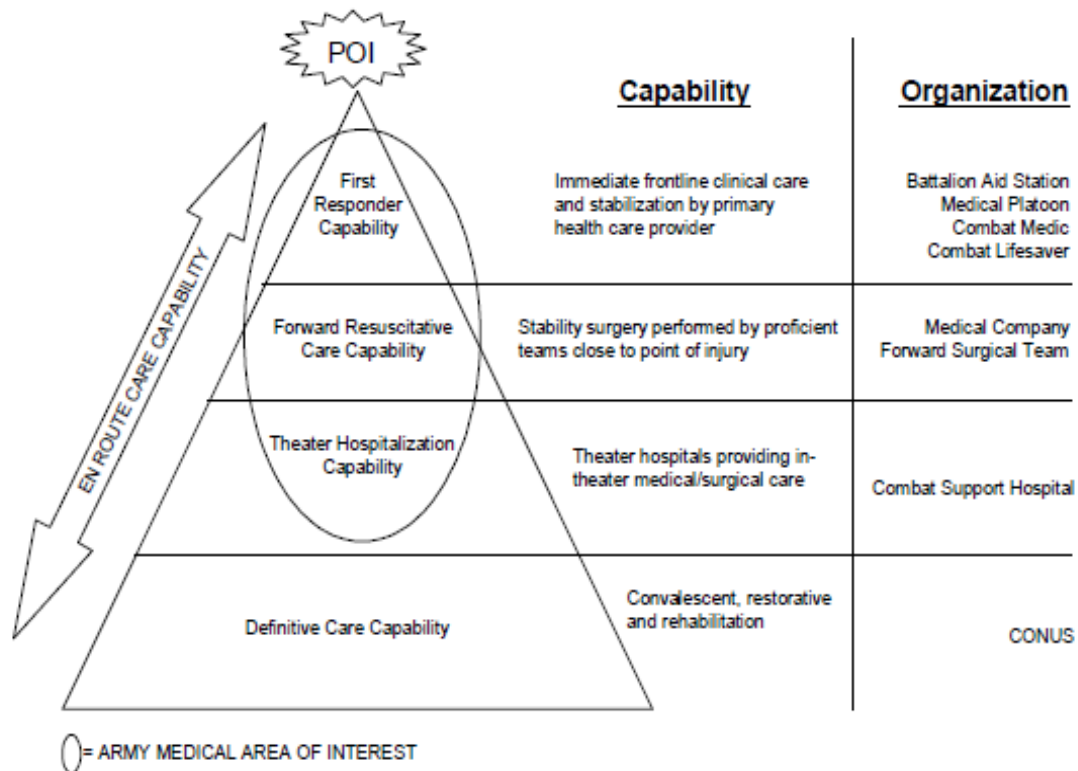 POI
Capability
Organization
First
Responder
Capability
Immediate frontline clinical care
and stabilization by primary
health care provider
Battalion Aid Station
Medical Platoon
Combat Medic
Combat Lifesaver
EN ROUTE CARE CAPABILITY
Forward Resuscitative
Care Capability
Stability surgery performed by proficient
teams close to point of injury
Medical Company
Forward Surgical Team
Theater Hospitalization
Capability
Theater hospitals providing in-
theater medical/surgical care
Combat Support Hospital
Definitive Care Capability
Convalescent, restorative
and rehabilitation
CONUS
= ARMY MEDICAL AREA OF INTEREST